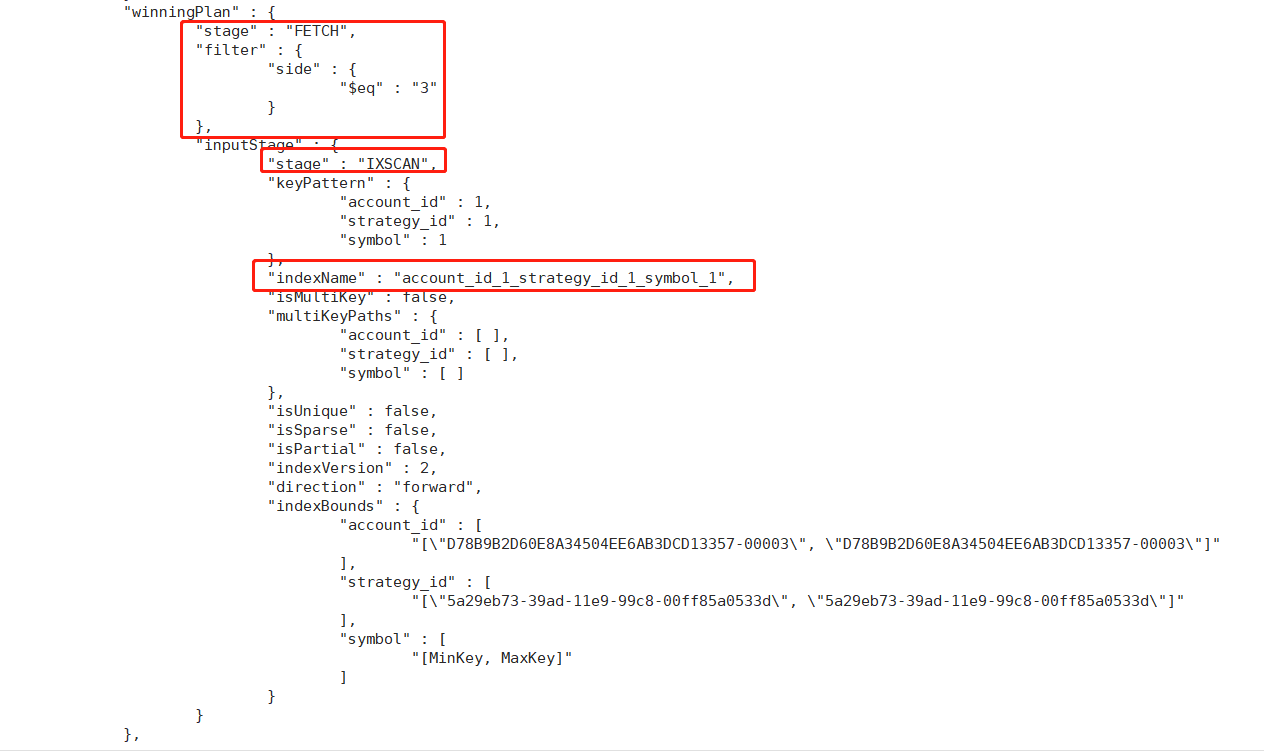 "winningPlan" : {
"stage" : "FETCH",
"filter" : {
"side" : {
"$eq" : "3"
}
},
"inputStage" : {
"stage" : "IXSCAN",
"keyPattern" : {
"account_id" : 1,
"strategy_id" : 1,
"symbol" : 1
},
"indexName" : "account_id_1_strategy_id_1_symbol_1",
"isMultiKey" : false,
"multiKeyPaths" : {
"account_id" : [ ],
"strategy_id" : [ ],
"symbol" : [ ]
},
"isUnique" : false,
"isSparse" : false,
"isPartial" : false,
"indexVersion" : 2,
"direction" : "forward",
"indexBounds" : {
"account_id" : [
"[\"D78B9B2D60E8A34504EE6AB3DCD13357-00003\", \"D78B9B2D60E8A34504EE6AB3DCD13357-00003\"]"
],
"strategy_id" : [
"[\"5a29eb73-39ad-11e9-99c8-00ff85a0533d\", \"5a29eb73-39ad-11e9-99c8-00ff85a0533d\"]"
],
"symbol" : [
"[MinKey, MaxKey]"
]
}
}
},